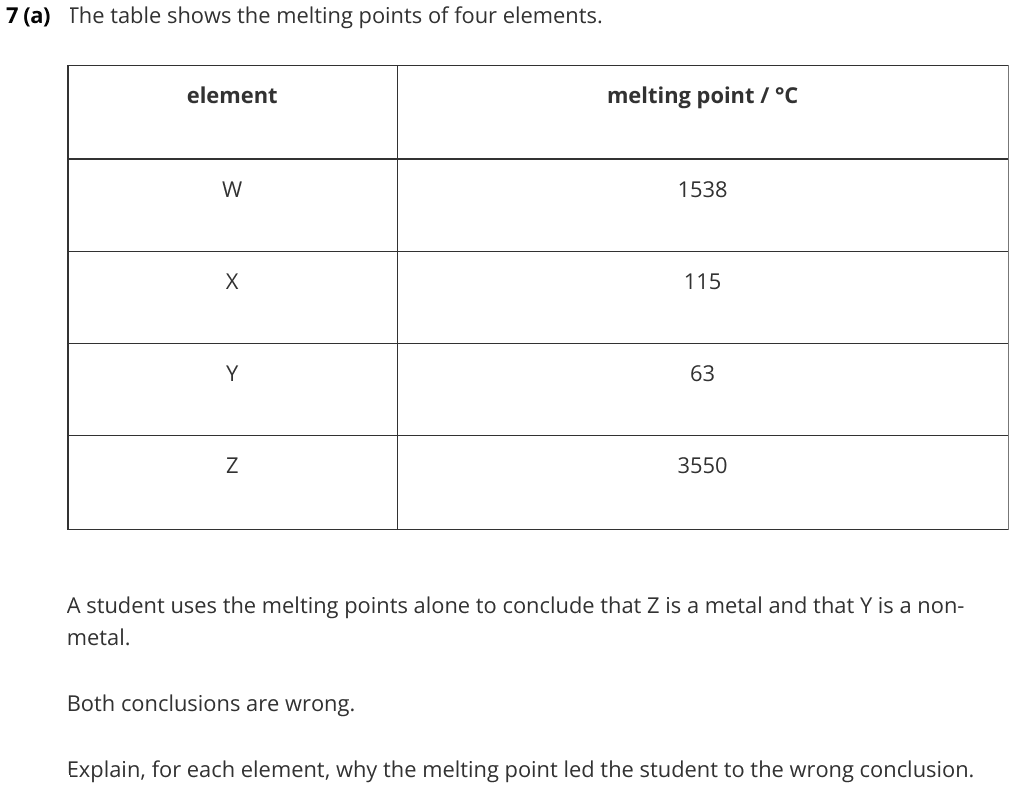 7 (a) The table shows the melting points of four elements.
element melting point / °C
W 1538
X 115
Y 63
Z 3550
A student uses the melting points alone to conclude that Z is a metal and that Y is a non-
metal.
Both conclusions are wrong.
Explain, for each element, why the melting point led the student to the wrong conclusion.